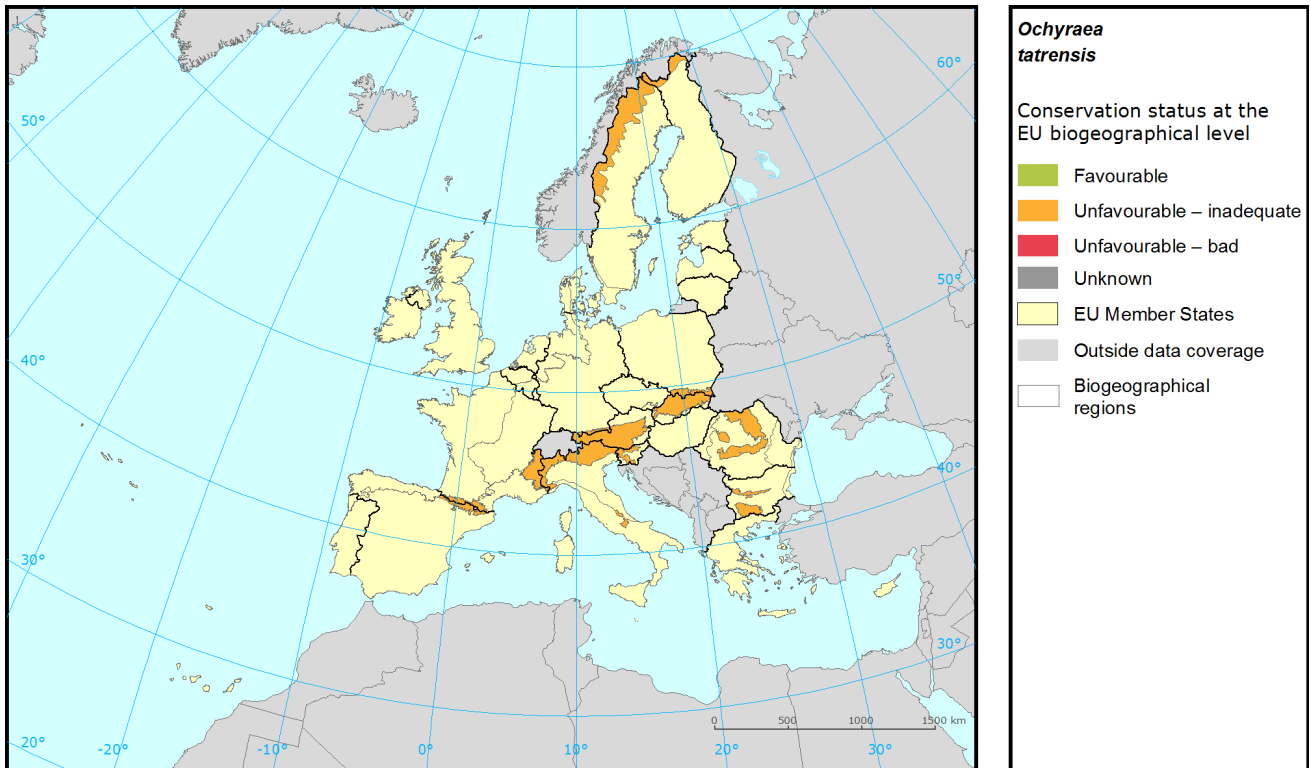 Ochyraea
tatrensis
Conservation status at the
EU biogeographical level
Favourable
Unfavourable – inadequate
Unfavourable – bad
Unknown
EU Member States
Outside data coverage
Biogeographical
regions
60°
50°
50°
40°
40°
30°
30°
20°
-20°
-10°
0°
10°
20°
30°
0 500 1000 1500 km